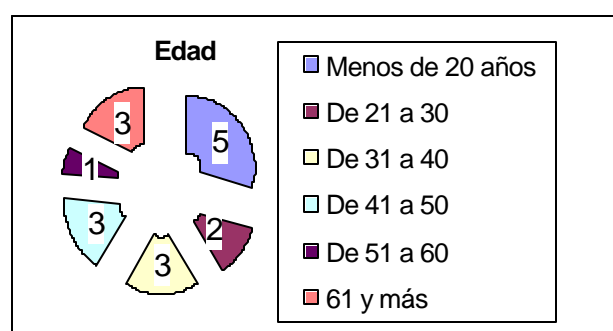 Edad
5
2
3
3
1
3
Menos de 20 años
De 21 a 30
De 31 a 40
De 41 a 50
De 51 a 60
61 y más